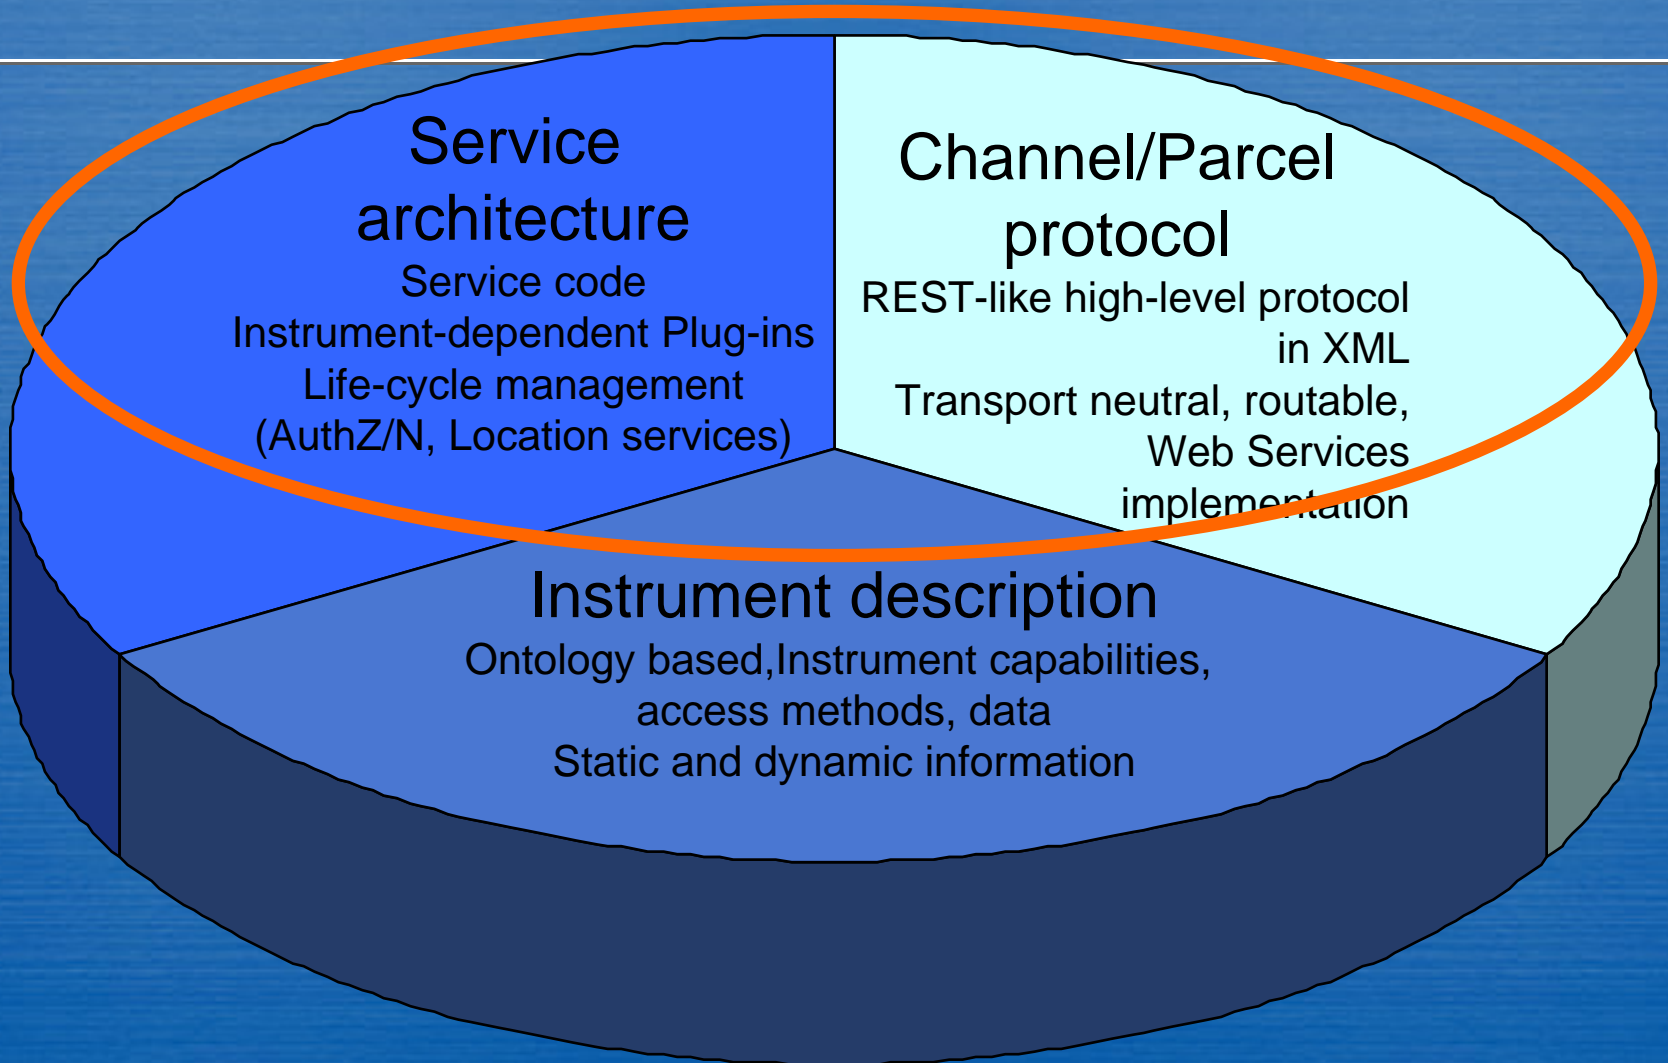 Service
architecture
Service code
Instrument-dependent Plug-ins
Life-cycle management
(AuthZ/N, Location services)
Channel/Parcel
protocol
REST-like high-level protocol
in XML
Transport neutral, routable,
Web Services
implementation
Instrument description
Ontology based,Instrument capabilities,
access methods, data
Static and dynamic information